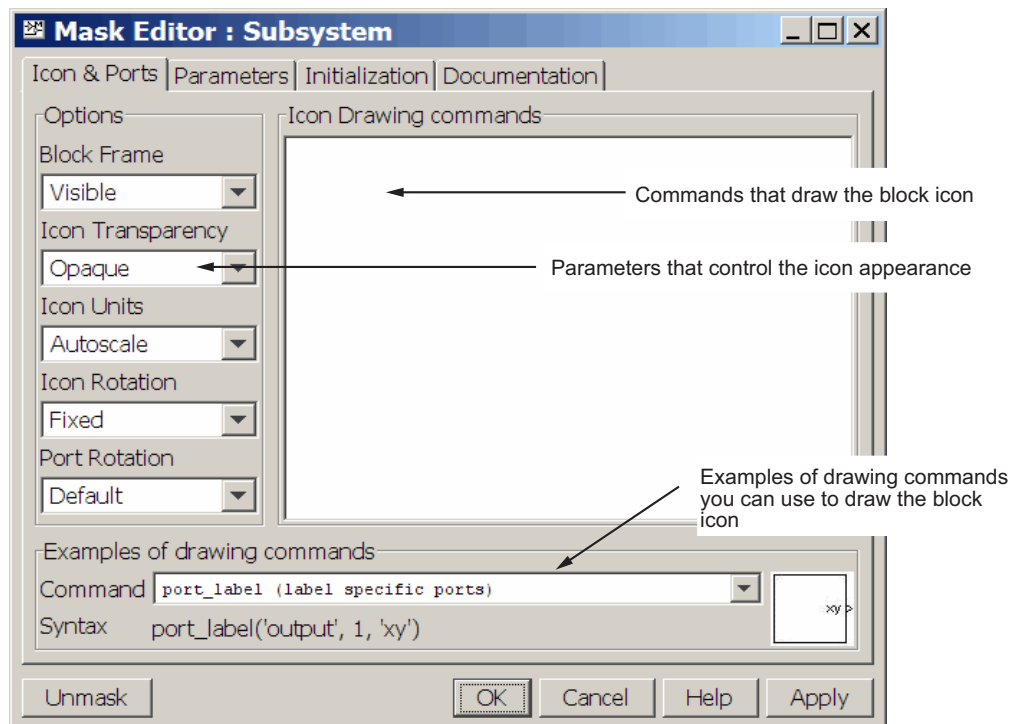 Mask Editor : Subsystem
Icon & Ports Parameters Initialization Documentation
Options
Block Frame
Visible
Icon Transparency
Opaque
Icon Units
Autoscale
Icon Rotation
Fixed
Port Rotation
Default
Icon Drawing commands
Commands that draw the block icon
Parameters that control the icon appearance
Examples of drawing commands
you can use to draw the block
icon
Examples of drawing commands
Command port_label (label specific ports)
Syntax port_label('output', 1, 'xy')
xy >
Unmask OK Cancel Help Apply